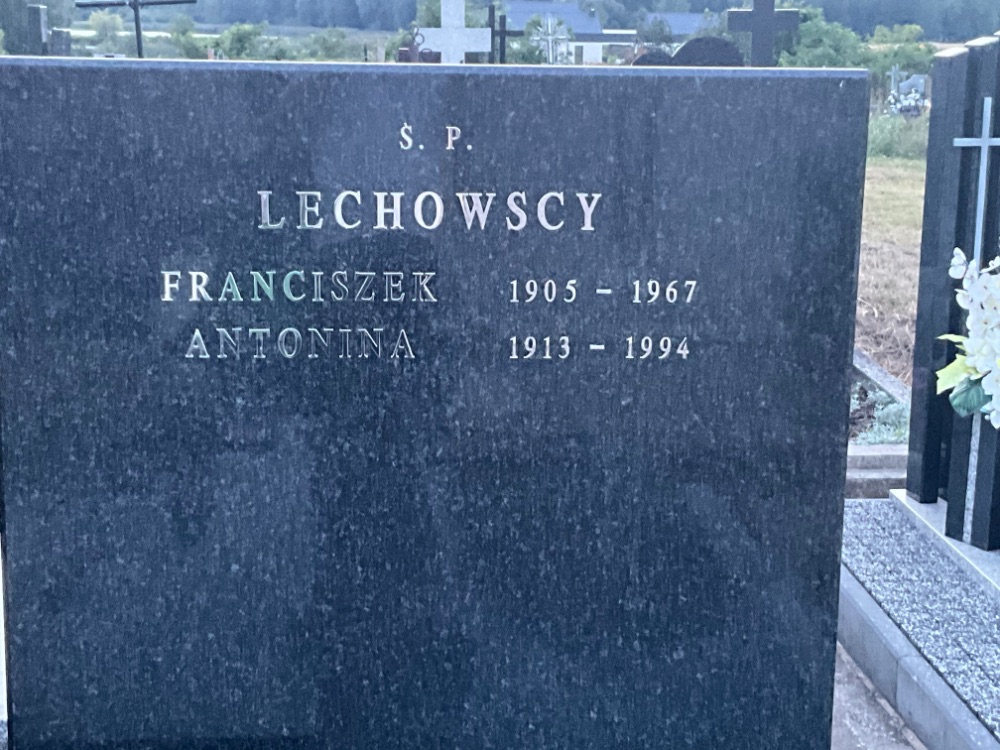 Ś. P.
LECHOWSCY
FRANCISZEK 1905 - 1967
ANTONINA 1913 - 1994